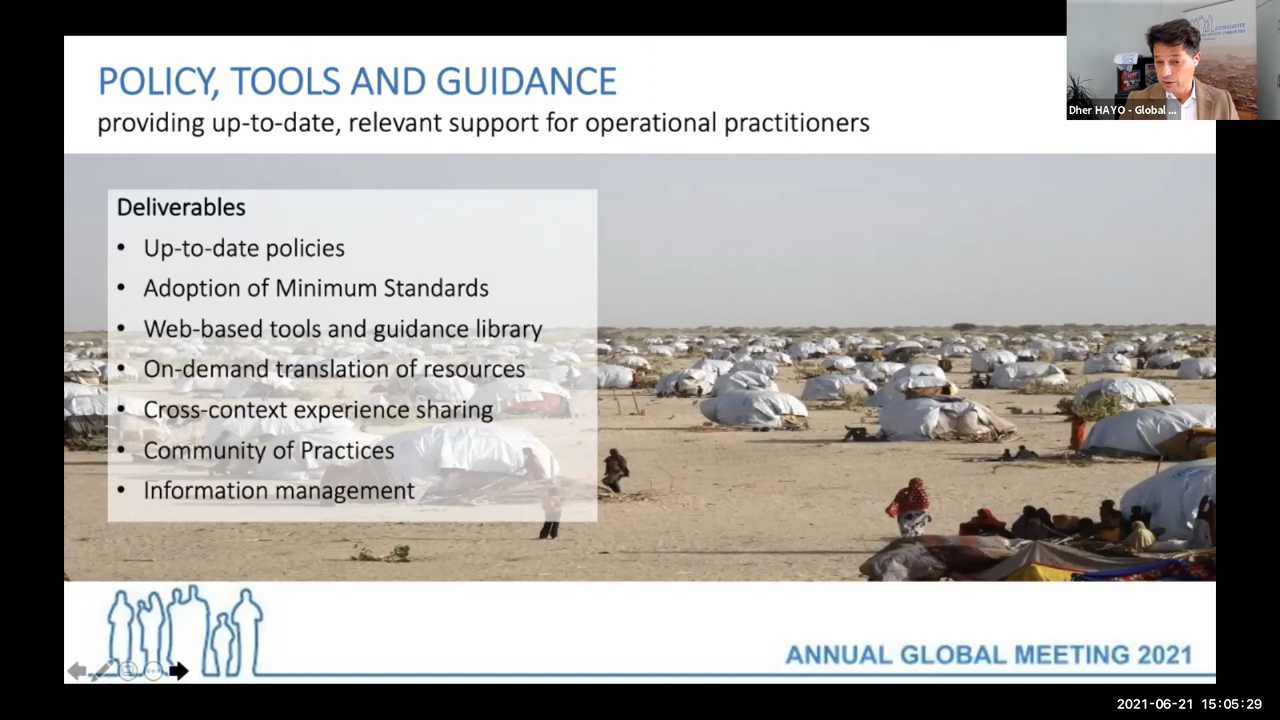 POLICY, TOOLS AND GUIDANCE
providing up-to-date, relevant support for operational practitioners
Dher HAYO - Global ...
Deliverables
• Up-to-date policies
• Adoption of Minimum Standards
• Web-based tools and guidance library
• On-demand translation of resources
• Cross-context experience sharing
• Community of Practices
• Information management
ANNUAL GLOBAL MEETING 2021
2021-06-21 15:05:29